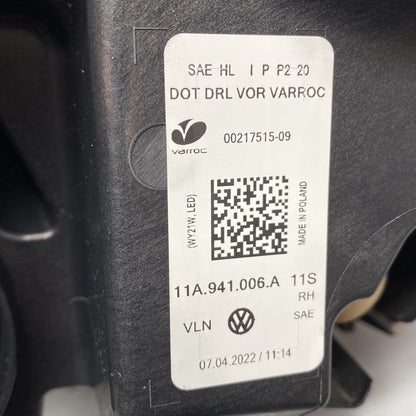 SAE HL I P P2 20
DOT DRL VOR VARROC
varroc
00217515-09
(WY21W, LED)
MADE IN POLAND
11A.941.006.A 11S
RH
VLN
SAE
07.04.2022 / 11:14